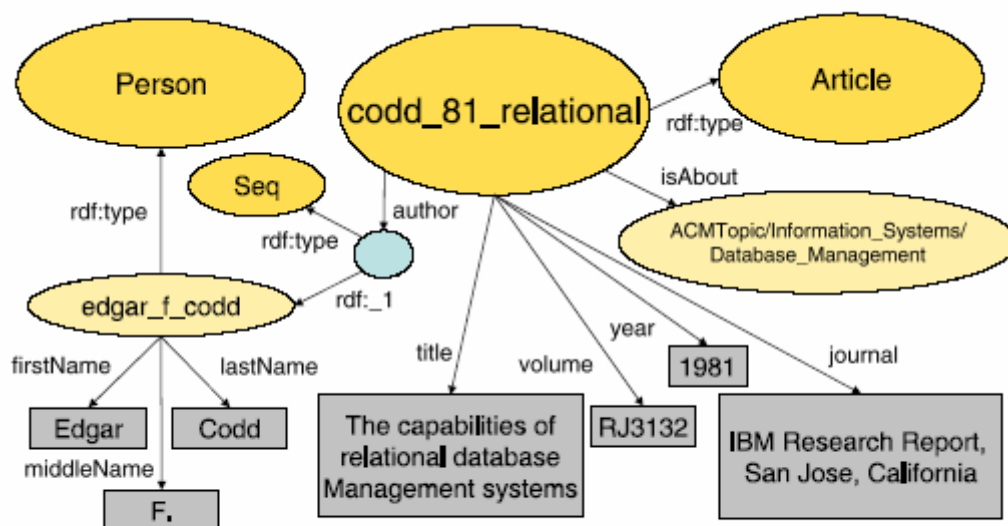 Person
codd_81_relational
Article
rdf:type
Seq
isAbout
rdf:type
author
rdf:type
ACMTopic/Information_Systems/
Database_Management
edgar_f_codd
rdf:_1
firstName
lastName
title
volume
year
journal
1981
Edgar
Codd
The capabilities of
relational database
Management systems
RJ3132
IBM Research Report,
San Jose, California
middleName
F.